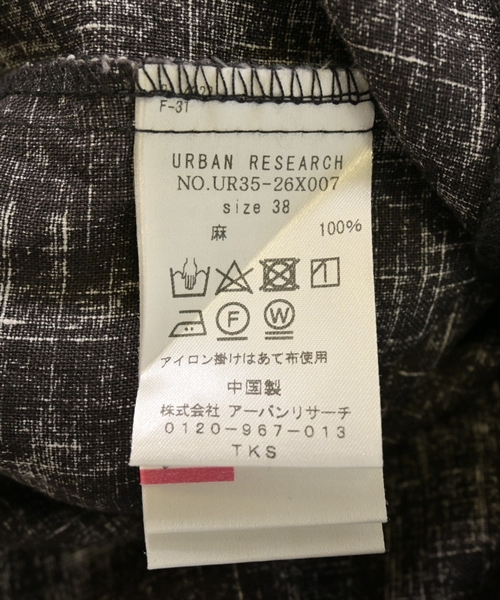 F-31
URBAN RESEARCH
NO.UR35-26X007
size 38
麻 100%
F W
アイロン掛けはあて布使用
中国製
株式会社 アーバンリサーチ
0120-967-013
TKS